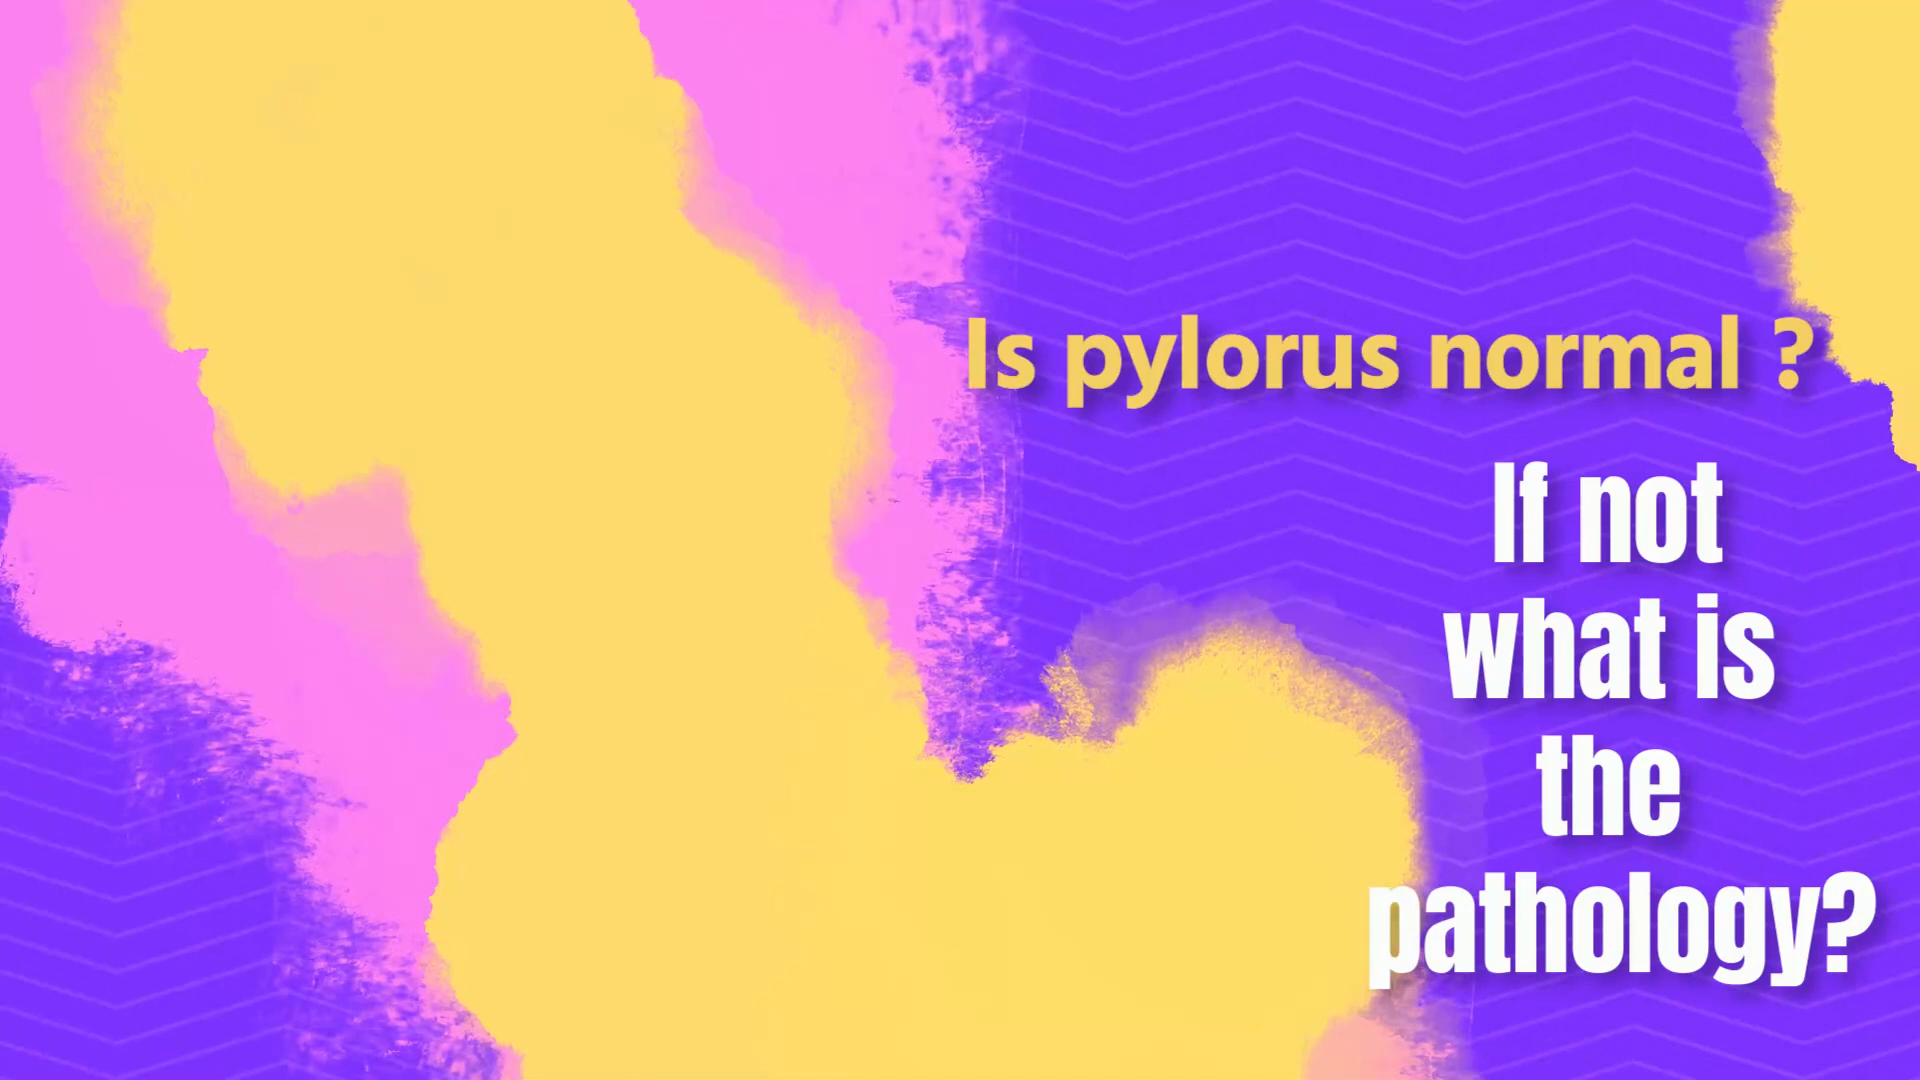 Is pylorus normal ?
If not
what is
the
pathology?